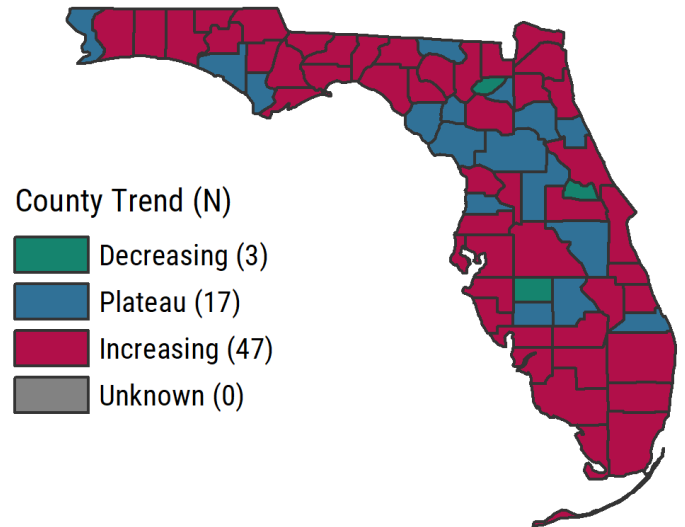 County Trend (N)
Decreasing (3)
Plateau (17)
Increasing (47)
Unknown (0)